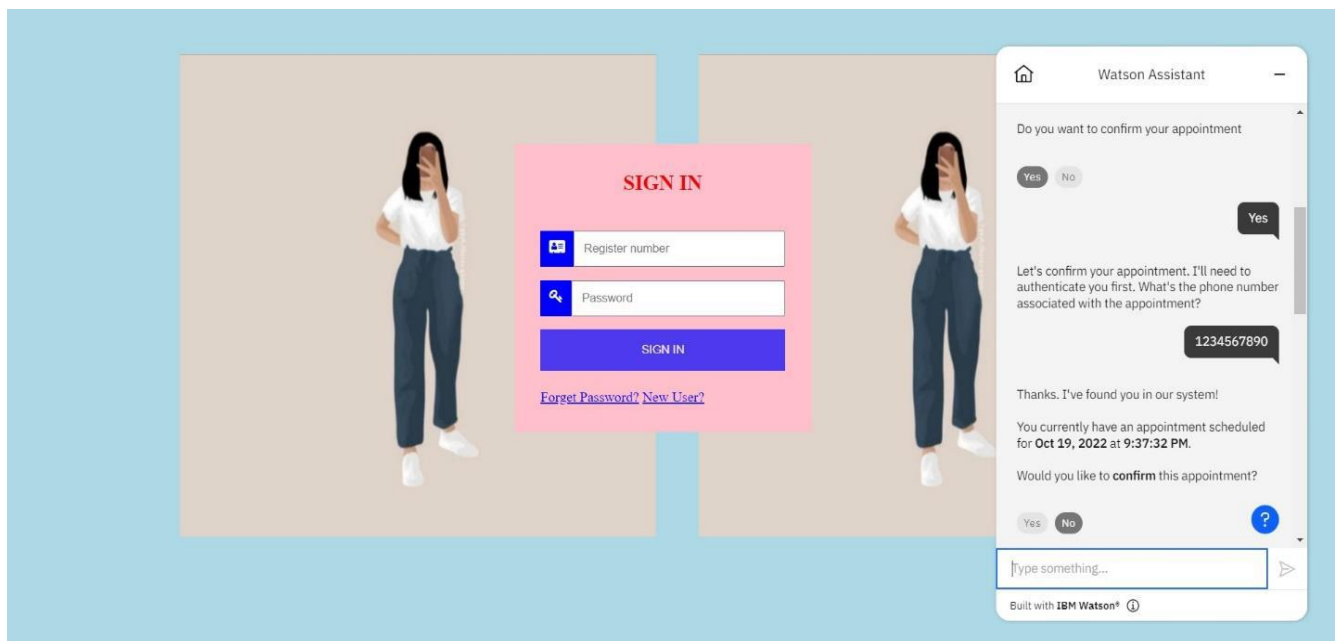 SIGN IN
Register number
Password
SIGN IN
Forget Password? New User?
Watson Assistant
Do you want to confirm your appointment
Yes No
Yes
Let's confirm your appointment. I'll need to
authenticate you first. What's the phone number
associated with the appointment?
1234567890
Thanks. I've found you in our system!
You currently have an appointment scheduled
for Oct 19, 2022 at 9:37:32 PM.
Would you like to confirm this appointment?
Yes No
?
Type something...
Built with IBM Watson®